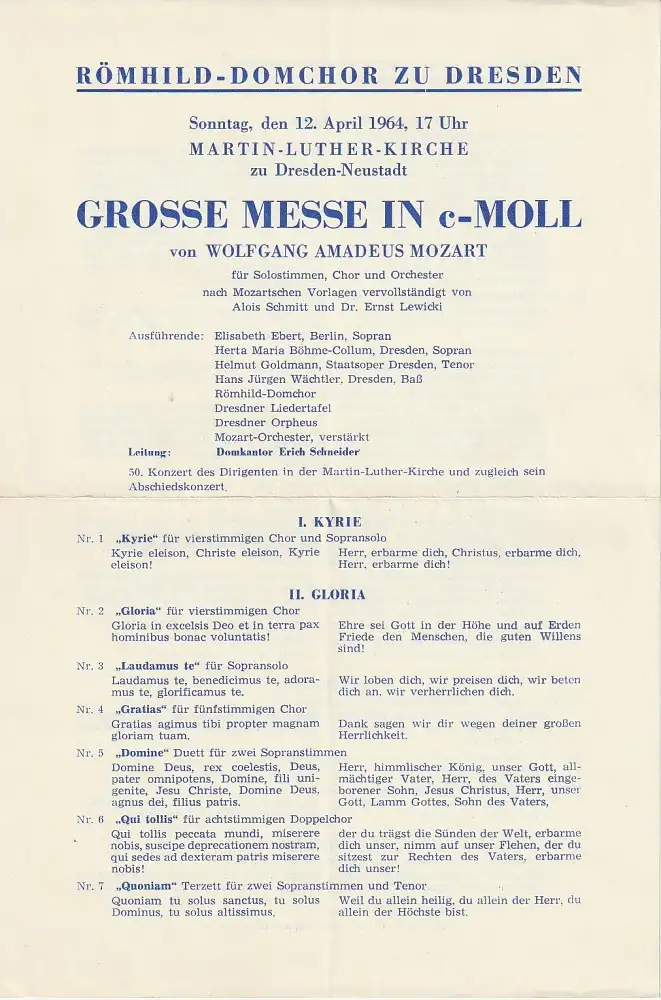 RÖMHILD-DOMCHOR ZU DRESDEN
Sonntag, den 12. April 1964, 17 Uhr
MARTIN-LUTHER-KIRCHE
zu Dresden-Neustadt
GROSSE MESSE IN c-MOLL
von WOLFGANG AMADEUS MOZART
für Solostimmen, Chor und Orchester
nach Mozartschen Vorlagen vervollständigt von
Alois Schmitt und Dr. Ernst Lewicki
Ausführende: Elisabeth Ebert, Berlin, Sopran
Herta Maria Böhme-Collum, Dresden, Sopran
Helmut Goldmann, Staatsoper Dresden, Tenor
Hans Jürgen Wächtler, Dresden, Baß
Römhild-Domchor
Dresdner Liedertafel
Dresdner Orpheus
Mozart-Orchester, verstärkt
Leitung: Domkantor Erich Schneider
50. Konzert des Dirigenten in der Martin-Luther-Kirche und zugleich sein
Abschiedskonzert.
I. KYRIE
Nr. 1 „Kyrie“ für vierstimmigen Chor und Sopransolo
Kyrie eleison, Christe eleison, Kyrie
eleison!
Herr, erbarme dich, Christus, erbarme dich,
Herr, erbarme dich!
II. GLORIA
Nr. 2 „Gloria“ für vierstimmigen Chor
Gloria in excelsis Deo et in terra pax
hominibus bonac voluntatis!
Ehre sei Gott in der Höhe und auf Erden
Friede den Menschen, die guten Willens
sind!
Nr. 3 „Laudamus te“ für Sopransolo
Laudamus te, benedicimus te, adora-
mus te, glorificamus te.
Wir loben dich, wir preisen dich, wir beten
dich an, wir verherrlichen dich.
Nr. 4 „Gratias“ für fünfstimmigen Chor
Gratias agimus tibi propter magnam
gloriam tuam.
Dank sagen wir dir wegen deiner großen
Herrlichkeit.
Nr. 5 „Domine“ Duett für zwei Sopranstimmen
Domine Deus, rex coelestis, Deus,
pater omnipotens, Domine, fili uni-
genite, Jesu Christe, Domine Deus,
agnus dei, filius patris.
Herr, himmlischer König, unser Gott, all-
mächtiger Vater, Herr, des Vaters einge-
borener Sohn, Jesus Christus, Herr, unser
Gott, Lamm Gottes, Sohn des Vaters,
Nr. 6 „Qui tollis“ für achtstimmigen Doppelchor
Qui tollis peccata mundi, miserere
nobis, suscipe deprecationem nostram,
qui sedes ad dexteram patris miserere
nobis!
der du trägst die Sünden der Welt, erbarme
dich unser, nimm auf unser Flehen, der du
sitzest zur Rechten des Vaters, erbarme
dich unser!
Nr. 7 „Quoniam“ Terzett für zwei Sopranstimmen und Tenor
Quoniam tu solus sanctus, tu solus
Dominus, tu solus altissimus.
Weil du allein heilig, du allein der Herr, du
allein der Höchste bist.